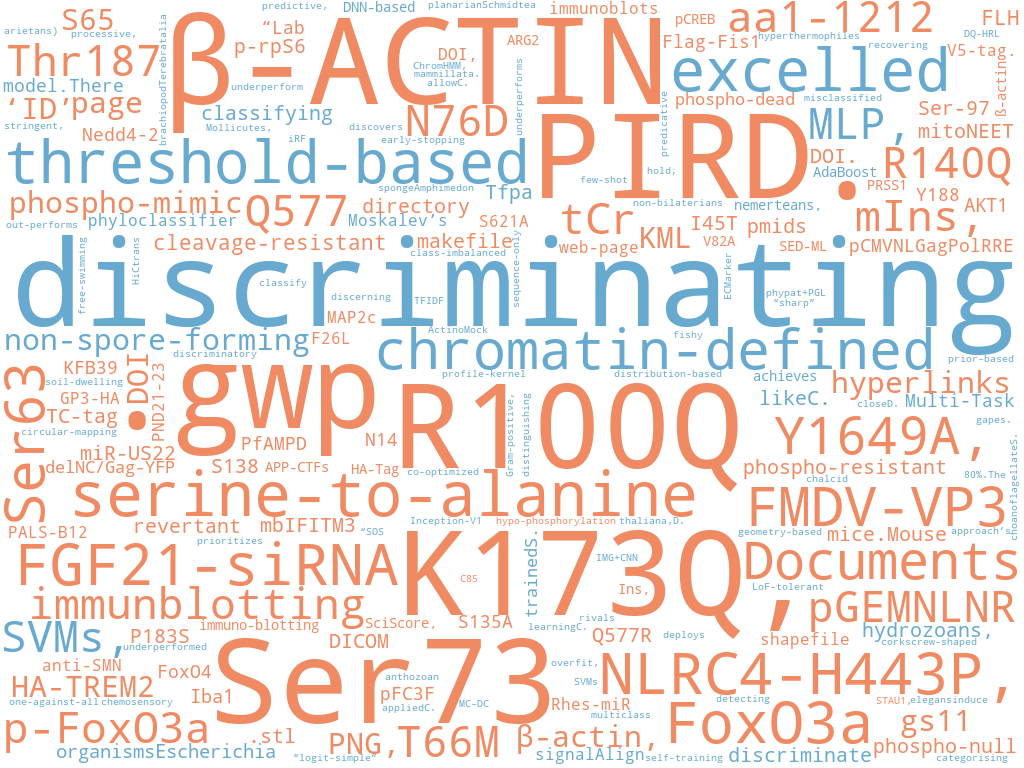 arietans)
S65
processive,
β-ACTIN
“Lab
predictive,
DNN-based
planarianSchmidtea
immunoblots
pCREB
aa1-1212
FLH
DQ-HRL
Thr187
brachiopodTerebratalia
p-rpS6
DOI,
ARG2
Flag-Fis1
hyperthermophiles
recovering
V5-tag.
model.There
ChromHMM,
mammillata.
allowC.
underperform
underperforms
excelled
ß-actin
‘ID’
page
classifying
phospho-dead
misclassified
Ser-97
stringent,
Nedd4-2
Mollicutes,
iRF
discovers
N76D
early-stopping
PIRD.
predicative
MLP,
mitoNEET
threshold-based
few-shot
hold;
DOI.
AdaBoost
R140Q
PRSS1
spongeAmphimedon
Tfpa
non-bilaterians
nemerteans,
Y188
AKT1
phospho-mimic
Q577
directory
out-performs
phyloclassifier
Moskalev’s
S621A
tCr
I45T
pmids
mIns,
cleavage-resistant
makefile
class-imbalanced
sequence-only
web-page
KML
V82A
SED-ML
pCMVNLGagPolRRE
free-swimming
HiCtrans
discriminating
classify
discerning
TFIDF
ECMarker
phypat+PGL
“sharp”
MAP2c
non-spore-forming
F26L
ActinoMock
fishy
chromatin-defined
prior-based
discriminatory
KFB39
soil-dwelling
profile-kernel
distribution-based
achieves
hyperlinks
Ser63
GP3-HA
TC-tag
circular-mapping
•DOI
PND21-23
gwp
R100Q
likeC.
closeD.
Multi-Task
gapes.
miR-US22
PfAMPD
N14
Gram-positive,
distinguishing
Y1649A,
delNC/Gag-YFP
S138
APP-CTFs
HA-Tag
co-optimized
phospho-resistant
80%.The
chalcid
choanoflagellateS.
serine-to-alanine
FMDV-VP3
PALS-B12
revertant
mbIFITM3
“SOS
Inception-V1
hypo-phosphorylation
thaliana,D.
geometry-based
mice.Mouse
approach’s
prioritizes
FGF21-siRNA
K173Q,
C85
trainedS.
IMG+CNN
Ins,
Documents
LoF-tolerant
immunblotting
pGEMNLNR
SVMs,
P183S
immuno-blotting
SciScore,
S135A
learningC.
rivals
Q577R
deploys
shapefile
hydrozoans,
corkscrew-shaped
underperformed
DICOM
anti-SMN
FoxO4
Ser73
anthozoan
overfit,
SVMs
NLRC4-H443P,
HA-TREM2
Iba1
pFC3F
appliedC.
MC-DC
Rhes-miR
detecting
STAU1,
elegansinduce
one-against-all
chemosensory
multiclass
p-FoxO3a
.stl
PNG,
T66M
β-actin,
FoxO3a
gs11
phospho-null
organismsEscherichia
“logit-simple”
signalAlign
self-training
discriminate
categorising